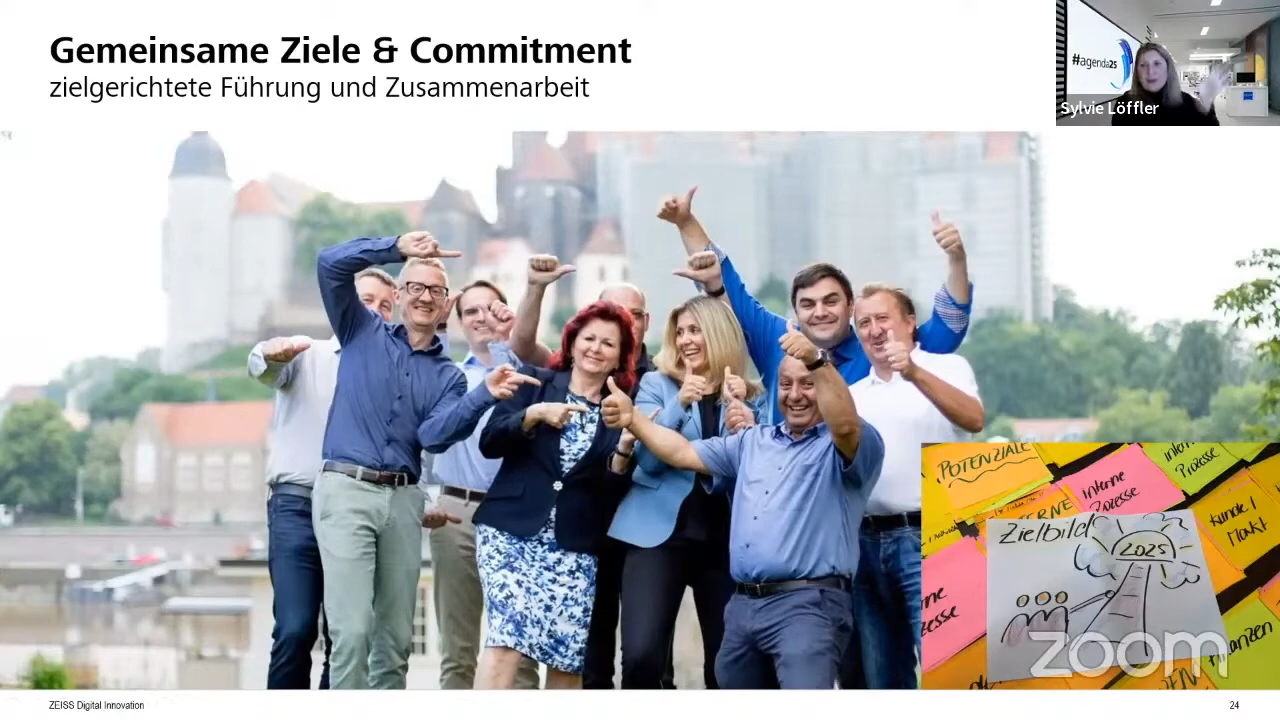 Gemeinsame Ziele & Commitment
zielgerichtete Führung und Zusammenarbeit
#agenda25
Sylvie Löffler
POTENZIALE
Interne
Prozesse
Prozesse
Kunde /
Markt
Zielbild
2025
zoom
ZEISS Digital Innovation
24